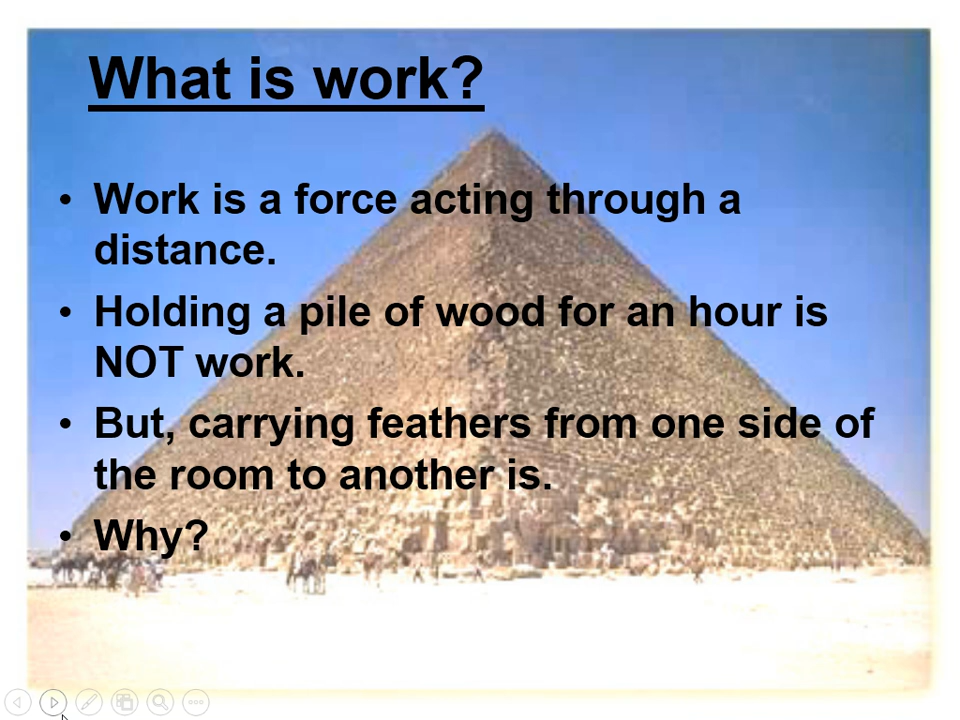 What is work?
• Work is a force acting through a
distance.
• Holding a pile of wood for an hour is
NOT work.
• But, carrying feathers from one side of
the room to another is.
• Why?